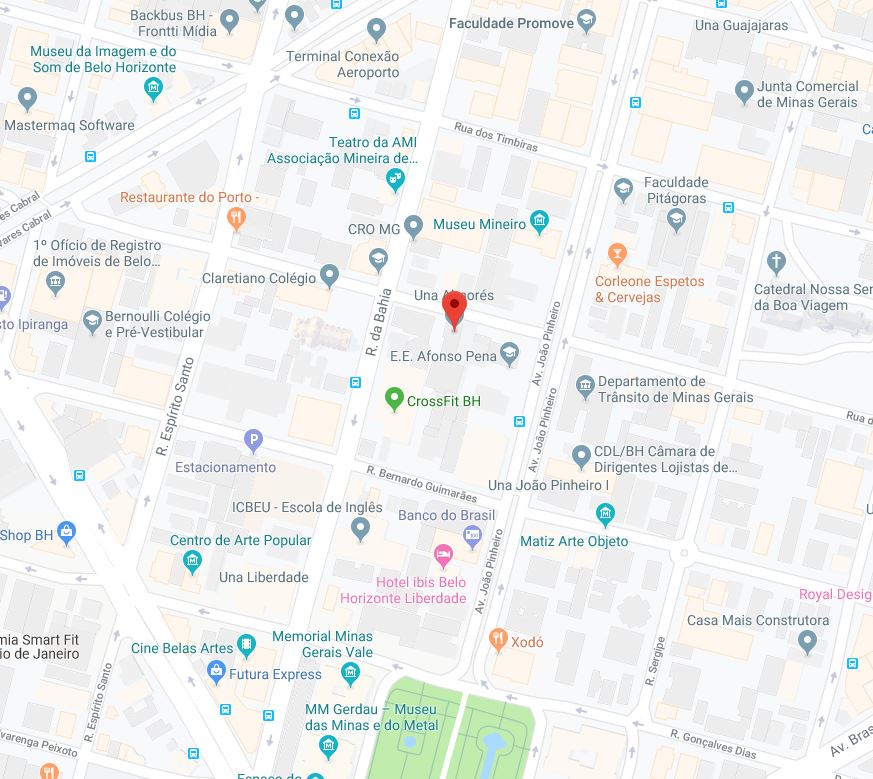 Backbus BH -
Frontti Mídia
Faculdade Promove
Una Guajajaras
Museu da Imagem e do
Som de Belo Horizonte
Terminal Conexão
Aeroporto
Junta Comercial
de Minas Gerais
Mastermaq Software
Rua dos Timbiras
Teatro da AMI
Associação Mineira de...
Faculdade
Pitágoras
Restaurante do Porto -
ares Cabral
vares Cabral
CRO MG
Museu Mineiro
1º Ofício de Registro
de Imóveis de Belo...
Claretiano Colégio
Una Aimorés
Corleone Espetos
& Cervejas
Catedral Nossa Ser
da Boa Viagem
sto Ipiranga
Bernoulli Colégio
e Pré-Vestibular
R. da Bahia
Av. João Pinheiro
E.E. Afonso Pena
R. Espírito Santo
CrossFit BH
Av. João Pinheiro
Departamento de
Trânsito de Minas Gerais
Rua d
P
Estacionamento
R. Bernardo Guimarães
CDL/BH Câmara de
Dirigentes Lojistas de...
Una João Pinheiro I
ICBEU - Escola de Inglês
Banco do Brasil
Shop BH
Centro de Arte Popular
Matiz Arte Objeto
Una Liberdade
Av. João Pinheiro
Hotel ibis Belo
Horizonte Liberdade
Royal Desig
mia Smart Fit
io de Janeiro
Cine Belas Artes
Memorial Minas
Gerais Vale
Xodó
Casa Mais Construtora
Futura Express
R. Sergipe
R. Espírito Santo
MM Gerdau – Museu
das Minas e do Metal
varenga Peixoto
R. Gonçalves Dias
Av. Bras
Espaço do